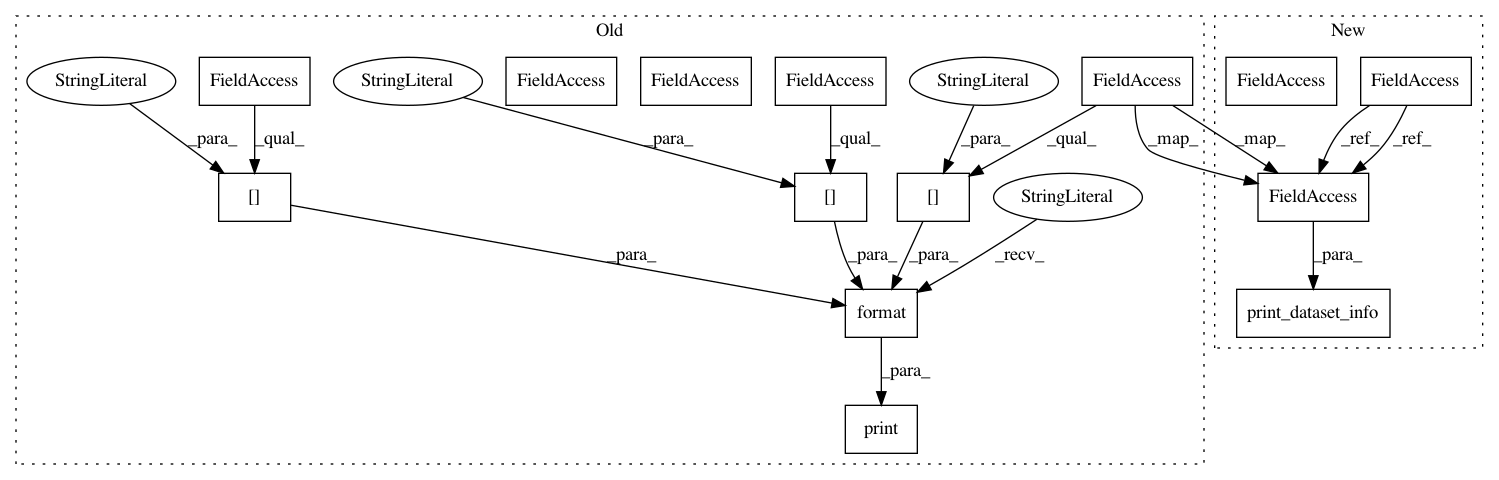 Old
New
StringLiteral
FieldAccess
StringLiteral
FieldAccess
FieldAccess
FieldAccess
StringLiteral
FieldAccess
FieldAccess
FieldAccess
_para_
_qual_
_para_
_qual_
_para_
_qual_
_map_
_map_
_ref_
_ref_
[]
[]
[]
StringLiteral
FieldAccess
_para_
_para_
_para_
_recv_
_para_
format
print_dataset_info
_para_
print